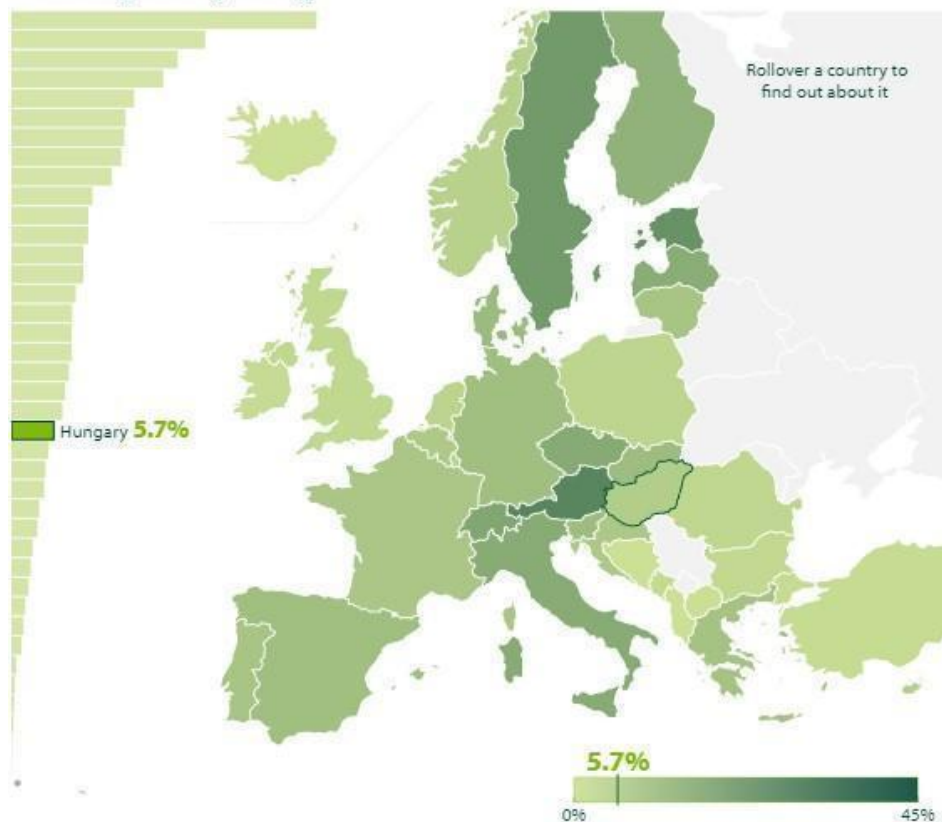 Rollover a country to
find out about it
Hungary 5.7%
5.7%
0%
45%